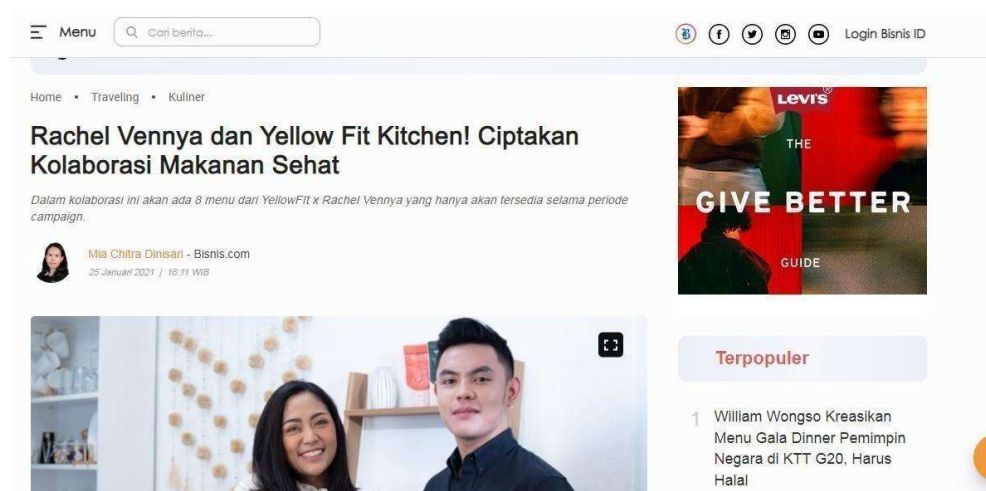 Menu
Cari berita...
Login Bisnis ID
Home • Traveling • Kuliner
Rachel Vennya dan Yellow Fit Kitchen! Ciptakan
Kolaborasi Makanan Sehat
Dalam kolaborasi ini akan ada 8 menu dari YellowFit x Rachel Vennya yang hanya akan tersedia selama periode
campaign.
Mia Chitra Dinisari - Bisnis.com
25 Januari 2021 | 16:11 WIB
LEVI'S®
THE
GIVE BETTER
GUIDE
Terpopuler
1 William Wongso Kreasikan
Menu Gala Dinner Pemimpin
Negara di KTT G20, Harus
Halal